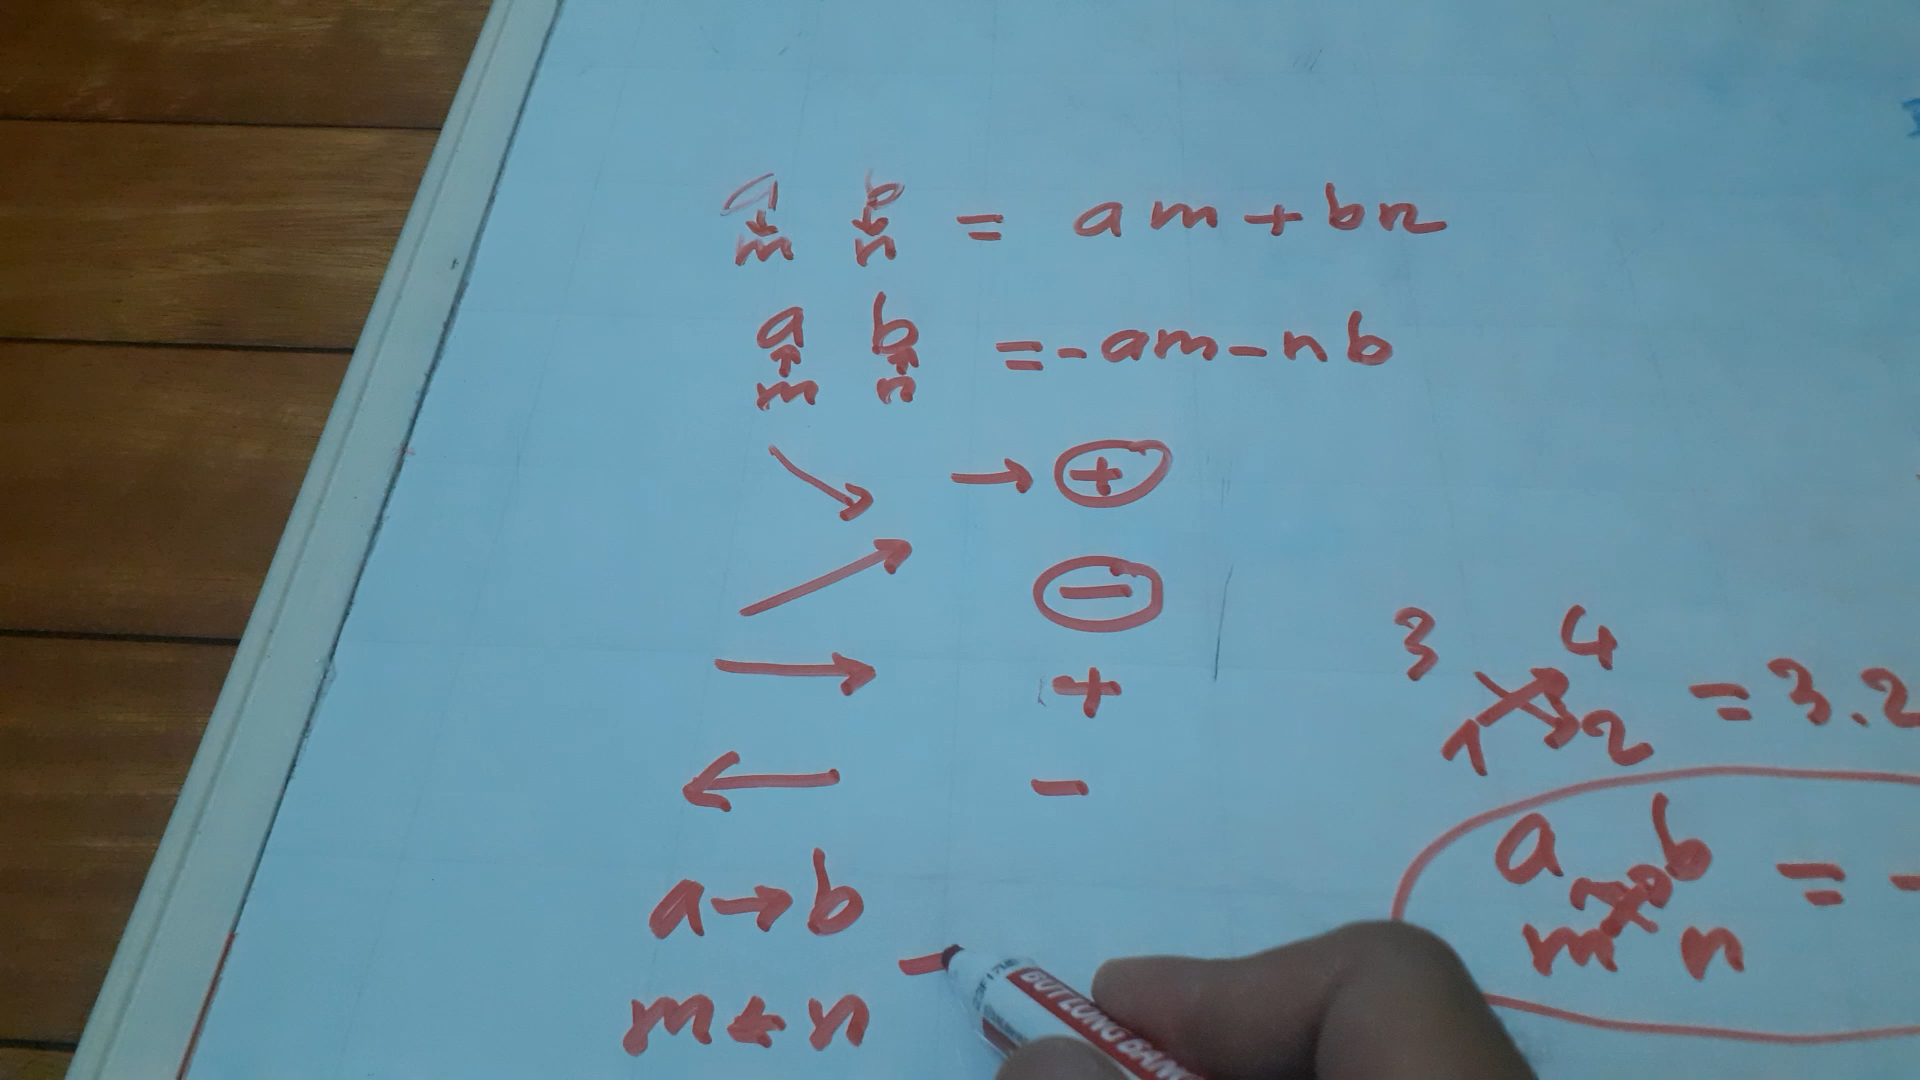 a b = am + bn
↓ ↓
m n
a b = - am - nb
↑ ↑
m n
↘ → +
↗ −
→ +
← −
a → b
m ← n
3 4 = 3.2
1 2
a b = -
m n
BUT LONG BANG